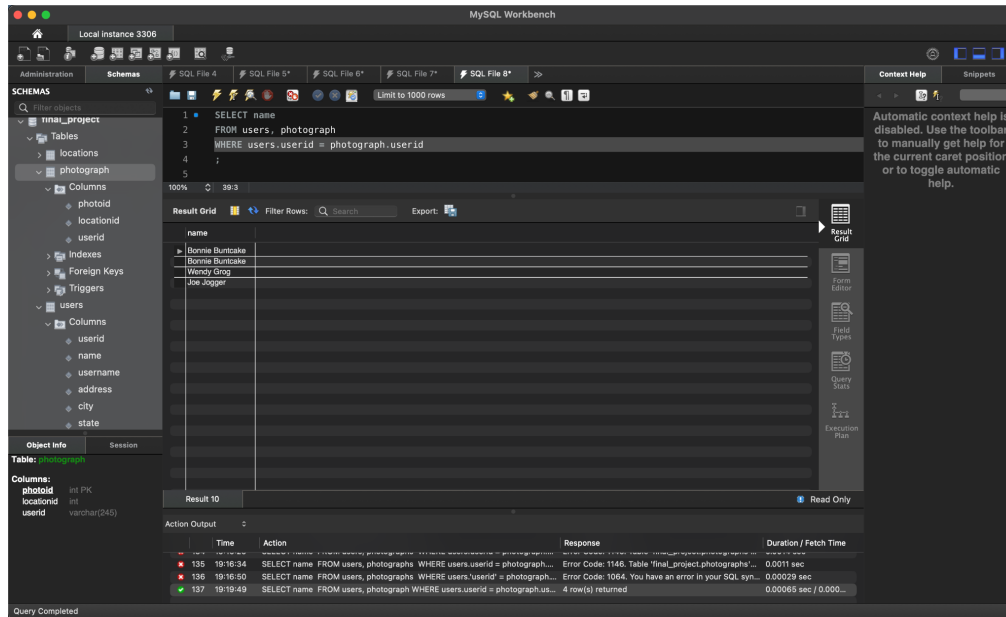 MySQL Workbench
Local instance 3306
Administration Schemas
SQL File 4 SQL File 5* SQL File 6* SQL File 7* SQL File 8* >>
Context Help Snippets
SCHEMAS
Filter objects
Limit to 1000 rows
final_project
Tables
locations
photograph
Columns
photoid
locationid
userid
Indexes
Foreign Keys
Triggers
users
Columns
userid
name
username
address
city
state
1 SELECT name
2 FROM users, photograph
3 WHERE users.userid = photograph.userid
4 ;
5
100% 39:3
Result Grid Filter Rows: Search Export:
name
Bonnie Buntcake
Bonnie Buntcake
Wendy Grog
Joe Jogger
Result Grid
Form Editor
Field Types
Query Stats
Execution Plan
Automatic context help is
disabled. Use the toolbar
to manually get help for
the current caret position
or to toggle automatic
help.
Object Info Session
Table: photograph
Columns:
photoid int PK
locationid int
userid varchar(245)
Result 10 Read Only
Action Output
Time Action Response Duration / Fetch Time
135 19:16:34 SELECT name FROM users, photographs WHERE users.userid = photograph.... Error Code: 1146. Table 'final_project.photographs'... 0.0011 sec
136 19:16:50 SELECT name FROM users, photograph WHERE users.'userid' = photograph.... Error Code: 1064. You have an error in your SQL syn... 0.00029 sec
137 19:19:49 SELECT name FROM users, photograph WHERE users.userid = photograph.us... 4 row(s) returned 0.00065 sec / 0.000...
Query Completed